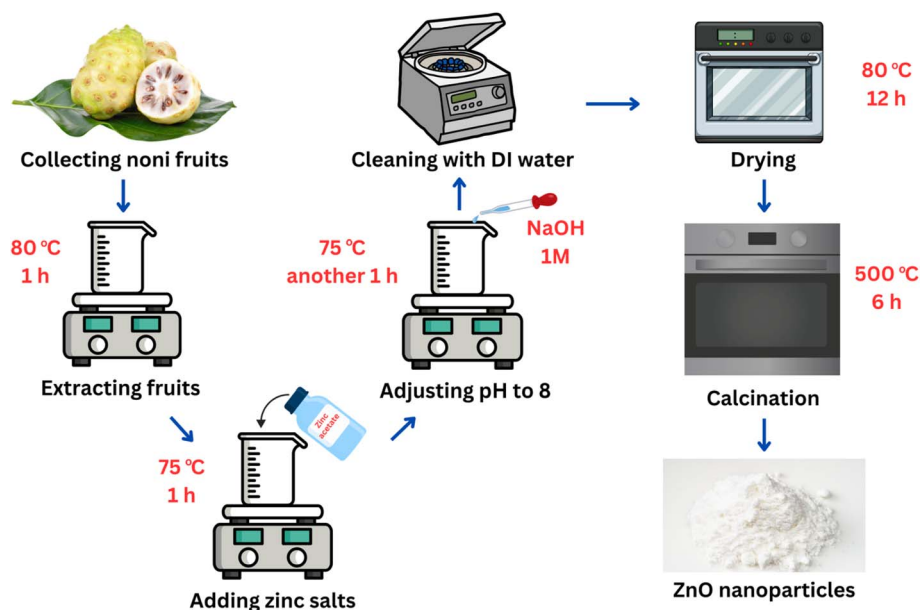 Collecting noni fruits
80 °C
1 h
Extracting fruits
75 °C
1 h
Zinc
acetate
Adding zinc salts
75 °C
another 1 h
NaOH
1M
Adjusting pH to 8
Cleaning with DI water
80 °C
12 h
Drying
500 °C
6 h
Calcination
ZnO nanoparticles